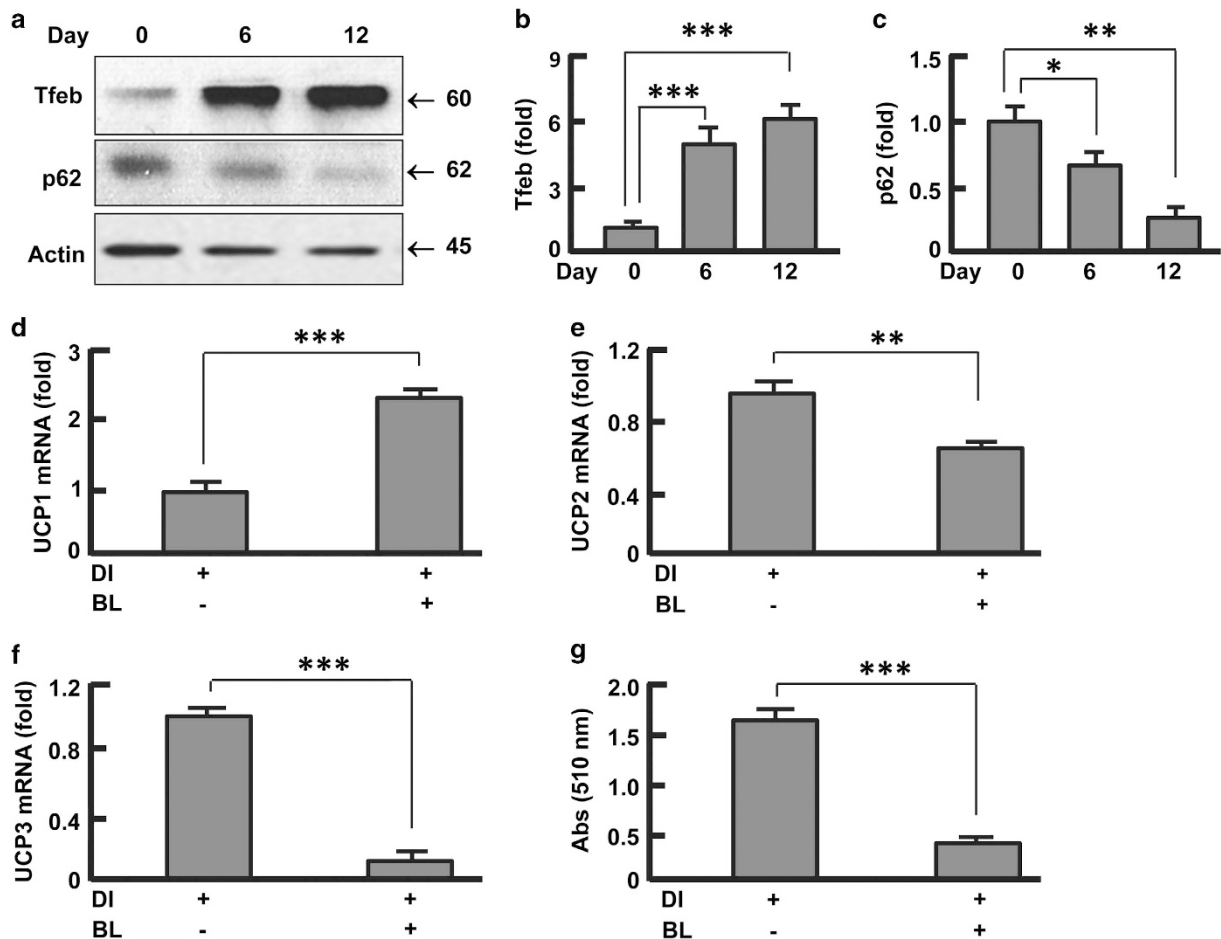 a
Day 0 6 12
Tfeb ← 60
p62 ← 62
Actin ← 45
b
***
***
Tfeb (fold)
9
6
3
0
Day 0 6 12
c
**
*
p62 (fold)
1.5
1.0
0.5
0
Day 0 6 12
d
***
UCP1 mRNA (fold)
3
2
1
0
DI + +
BL - +
e
**
UCP2 mRNA (fold)
1.2
0.8
0.4
0
DI + +
BL - +
f
***
UCP3 mRNA (fold)
1.2
0.8
0.4
0
DI + +
BL - +
g
***
Abs (510 nm)
2.0
1.5
1.0
0.5
0
DI + +
BL - +